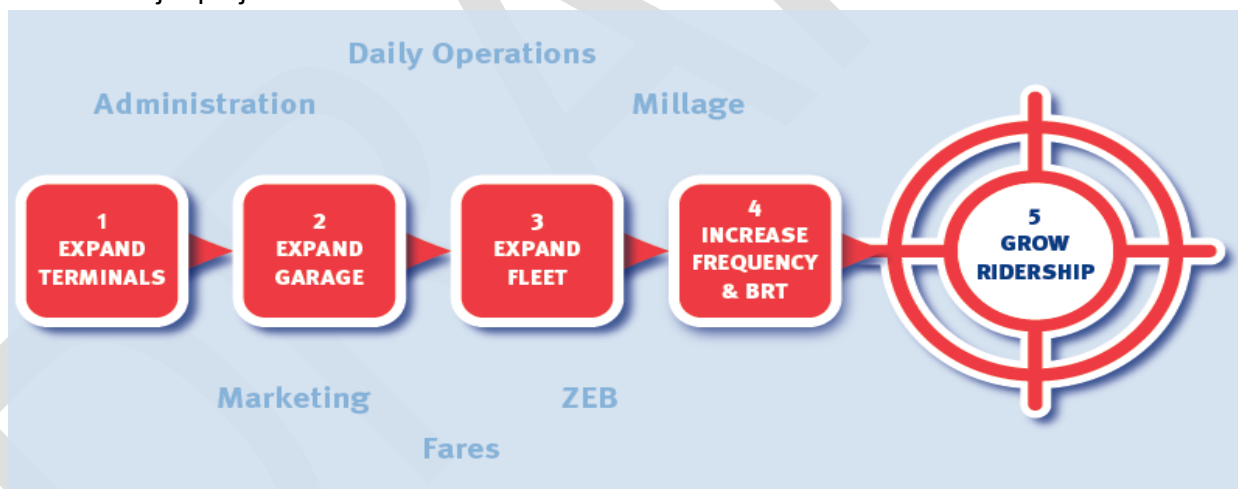 Daily Operations
Administration
Millage
1
EXPAND
TERMINALS
2
EXPAND
GARAGE
3
EXPAND
FLEET
4
INCREASE
FREQUENCY
& BRT
5
GROW
RIDERSHIP
Marketing
ZEB
Fares